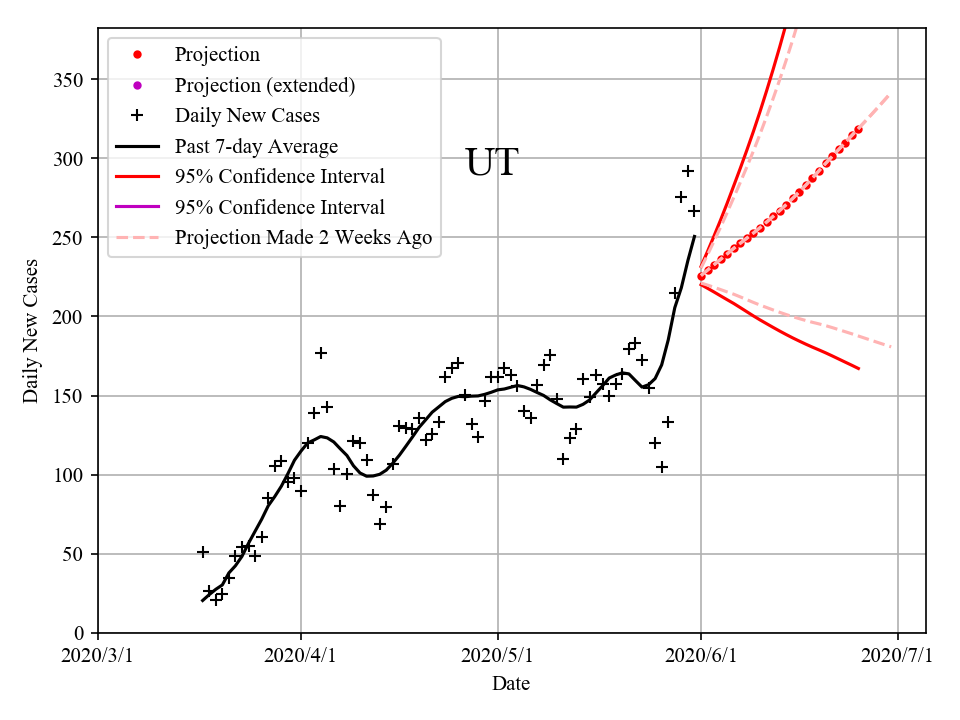 Projection
Projection (extended)
Daily New Cases
Past 7-day Average
95% Confidence Interval
95% Confidence Interval
Projection Made 2 Weeks Ago
UT
350
300
250
200
150
100
50
0
Daily New Cases
2020/3/1 2020/4/1 2020/5/1 2020/6/1 2020/7/1
Date